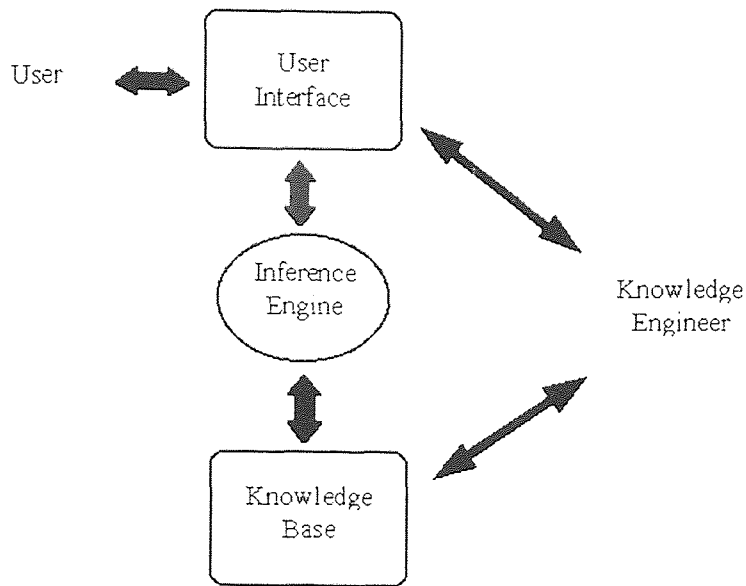 User
User
Interface
Inference
Engine
Knowledge
Engineer
Knowledge
Base